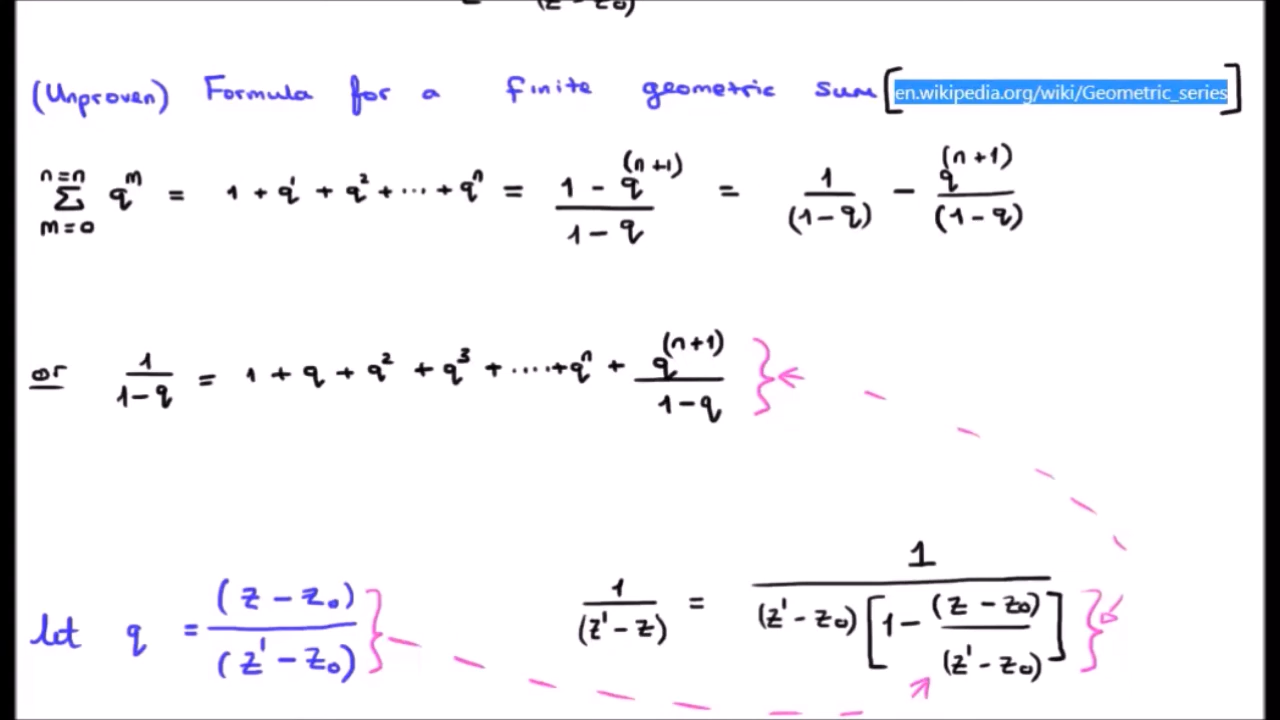 (z - z₀)
(Unproven) Formula for a finite geometric sum [en.wikipedia.org/wiki/Geometric_series]
n=n Σ m=0 q^m = 1 + q^1 + q^2 + ... + q^n = (1 - q^(n+1))/(1 - q) = 1/(1-q) - q^(n+1)/(1-q)
or 1/(1-q) = 1 + q + q^2 + q^3 + ....+ q^n + q^(n+1)/(1-q)
let q = (z - z₀)/(z' - z₀) 1/(z' - z) = 1/((z' - z₀)[1 - (z - z₀)/(z' - z₀)])